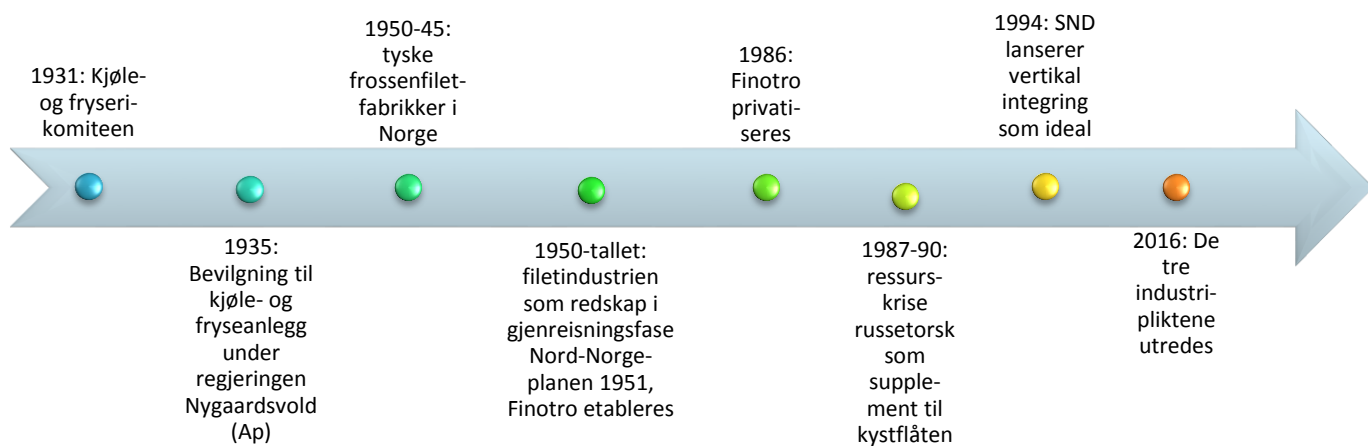 1931: Kjøle-
og fryseri-
komiteen
1935:
Bevilgning til
kjøle- og
fryseanlegg
under
regjeringen
Nygaardsvold
(Ap)
1950-45:
tyske
frossenfilet-
fabrikker i
Norge
1950-tallet:
filetindustrien
som redskap i
gjenreisningsfase
Nord-Norge-
planen 1951,
Finotro etableres
1986:
Finotro
privati-
seres
1987-90:
ressurs-
krise
russetorsk
som
supple-
ment til
kystflåten
1994: SND
lanserer
vertikal
integring
som ideal
2016: De
tre
industri-
pliktene
utredes